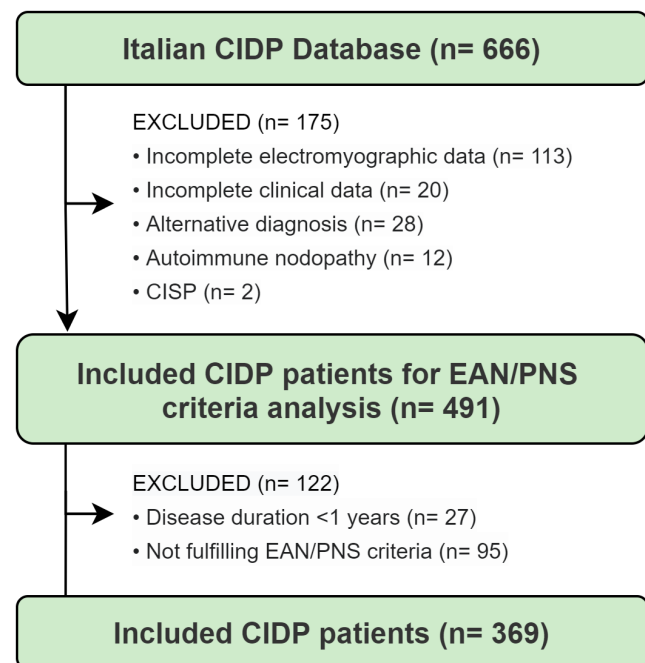 Italian CIDP Database (n= 666)
EXCLUDED (n= 175)
• Incomplete electromyographic data (n= 113)
• Incomplete clinical data (n= 20)
• Alternative diagnosis (n= 28)
• Autoimmune nodopathy (n= 12)
• CISP (n= 2)
Included CIDP patients for EAN/PNS
criteria analysis (n= 491)
EXCLUDED (n= 122)
• Disease duration <1 years (n= 27)
• Not fulfilling EAN/PNS criteria (n= 95)
Included CIDP patients (n= 369)